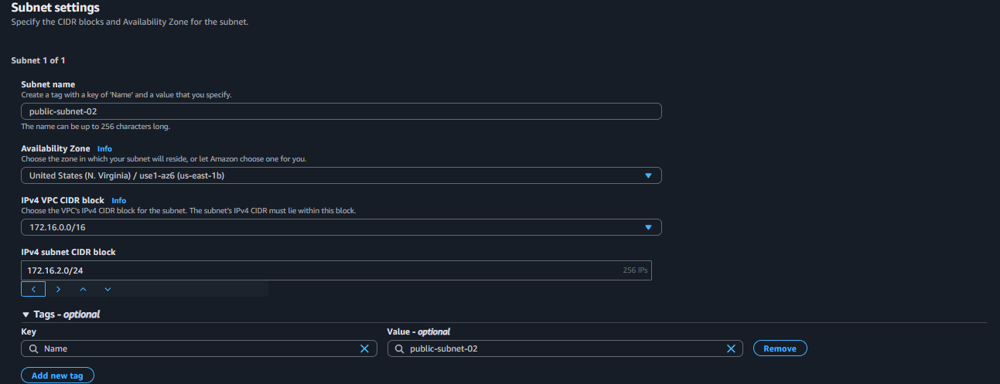 Subnet settings
Specify the CIDR blocks and Availability Zone for the subnet.
Subnet 1 of 1
Subnet name
Create a tag with a key of 'Name' and a value that you specify.
public-subnet-02
The name can be up to 256 characters long.
Availability Zone Info
Choose the zone in which your subnet will reside, or let Amazon choose one for you.
United States (N. Virginia) / use1-az6 (us-east-1b)
IPv4 VPC CIDR block Info
Choose the VPC's IPv4 CIDR block for the subnet. The subnet's IPv4 CIDR must lie within this block.
172.16.0.0/16
IPv4 subnet CIDR block
172.16.2.0/24 256 IPs
Tags - optional
Key Value - optional
Name public-subnet-02 Remove
Add new tag